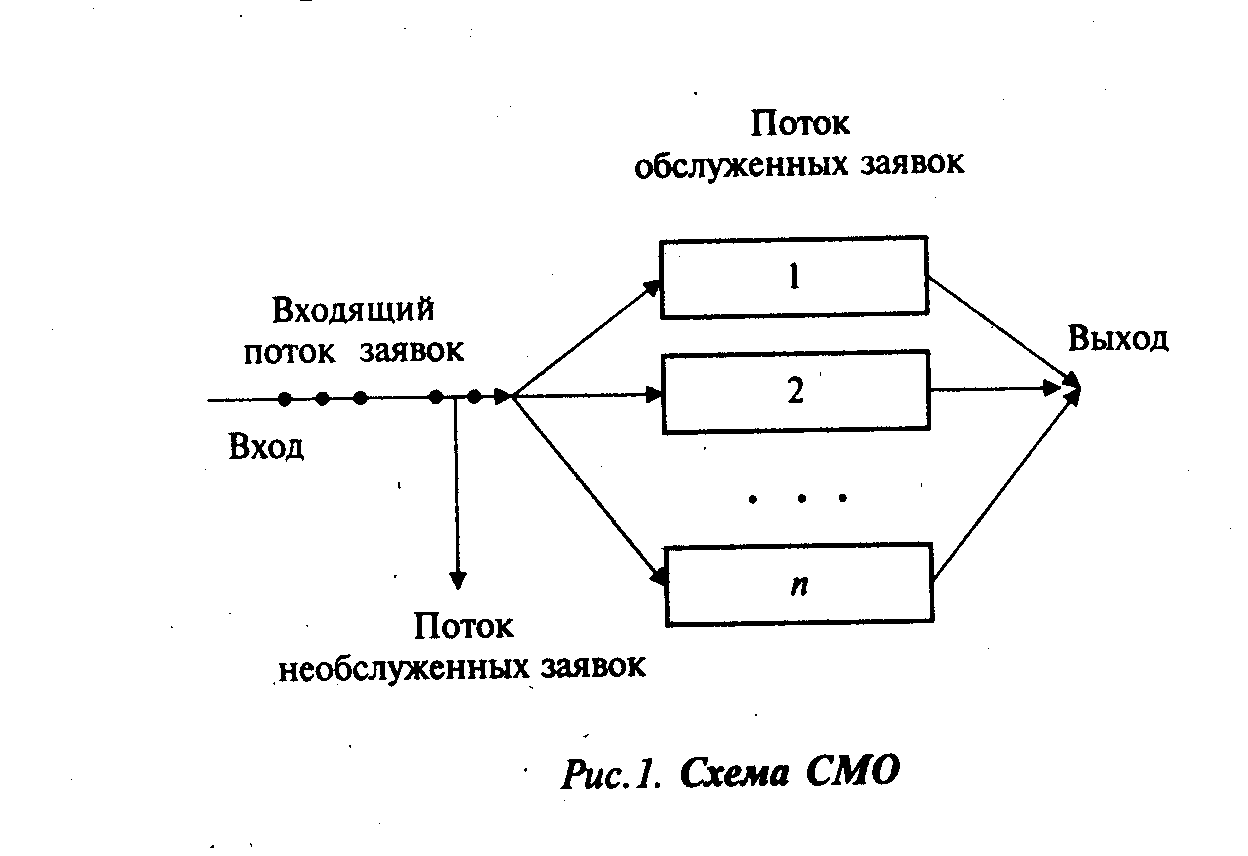 Поток
обслуженных заявок
1
Входящий
поток заявок
Выход
2
Вход
. . .
n
Поток
необслуженных заявок
Рис.1. Схема СМО